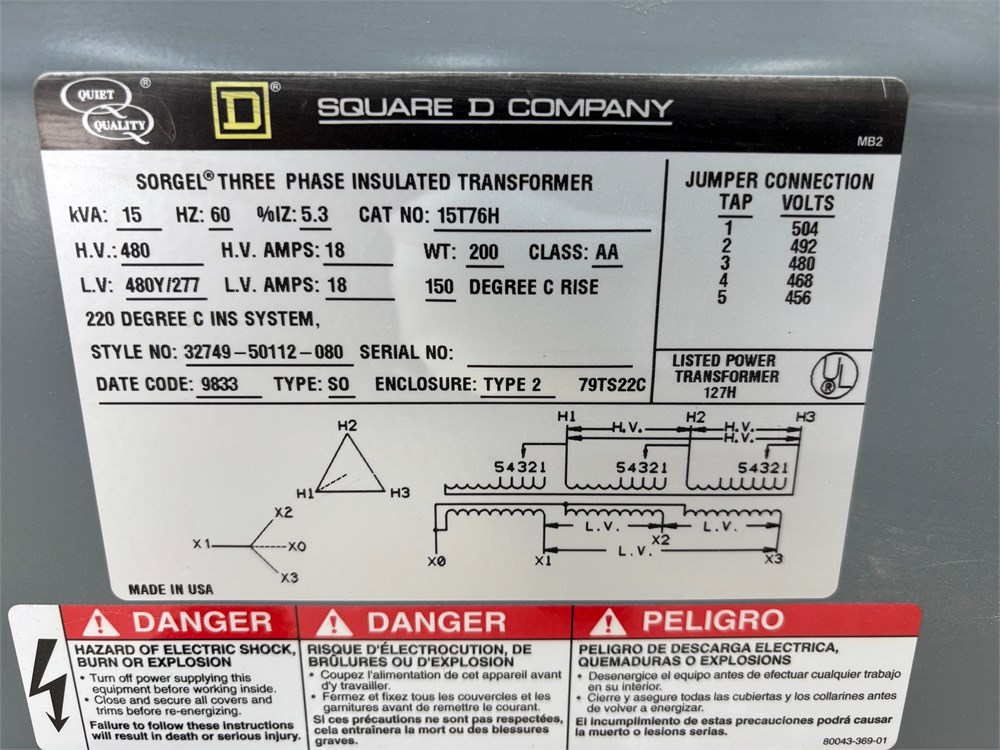 QUIET ®
QUALITY
D ®
SQUARE D COMPANY
MB2
SORGEL® THREE PHASE INSULATED TRANSFORMER
kVA: 15 HZ: 60 %IZ: 5.3 CAT NO: 15T76H
H.V.: 480 H.V. AMPS: 18 WT: 200 CLASS: AA
L.V: 480Y/277 L.V. AMPS: 18 150 DEGREE C RISE
220 DEGREE C INS SYSTEM,
STYLE NO: 32749-50112-080 SERIAL NO:
DATE CODE: 9833 TYPE: SO ENCLOSURE: TYPE 2 79TS22C
JUMPER CONNECTION
TAP VOLTS
1 504
2 492
3 480
4 468
5 456
LISTED POWER
TRANSFORMER
127H
UL ®
H2
H1 H3
X2
X1 X0
X3
H1 H2 H3
H.V. H.V.
H.V.
54321 54321 54321
L.V. L.V.
X2
L.V.
X0 X1 X3
MADE IN USA
DANGER
HAZARD OF ELECTRIC SHOCK,
BURN OR EXPLOSION
• Turn off power supplying this
equipment before working inside.
• Close and secure all covers and
trims before re-energizing.
Failure to follow these instructions
will result in death or serious injury.
DANGER
RISQUE D'ÉLECTROCUTION, DE
BRÛLURES OU D'EXPLOSION
• Coupez l'alimentation de cet appareil avant
d'y travailler.
• Fermez et fixez tous les couvercles et les
garnitures avant de remettre le courant.
Si ces précautions ne sont pas respectées,
cela entraînera la mort ou des blessures
graves.
PELIGRO
PELIGRO DE DESCARGA ELECTRICA,
QUEMADURAS O EXPLOSIONES
• Desenergice el equipo antes de efectuar cualquier trabajo
en su interior.
• Cierre y asegure todas las cubiertas y los collarines antes
de volver a energizar.
El incumplimiento de estas precauciones podrá causar
la muerto o lesiones serias.
80043-369-01